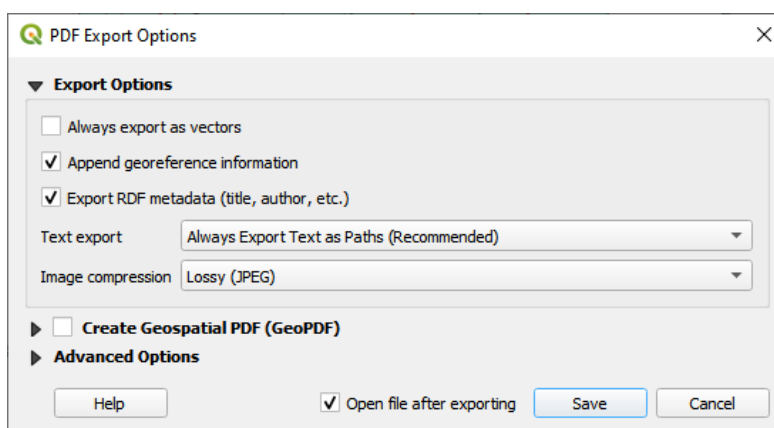 PDF Export Options
Export Options
Always export as vectors
Append georeference information
Export RDF metadata (title, author, etc.)
Text export Always Export Text as Paths (Recommended)
Image compression Lossy (JPEG)
Create Geospatial PDF (GeoPDF)
Advanced Options
Help Open file after exporting Save Cancel